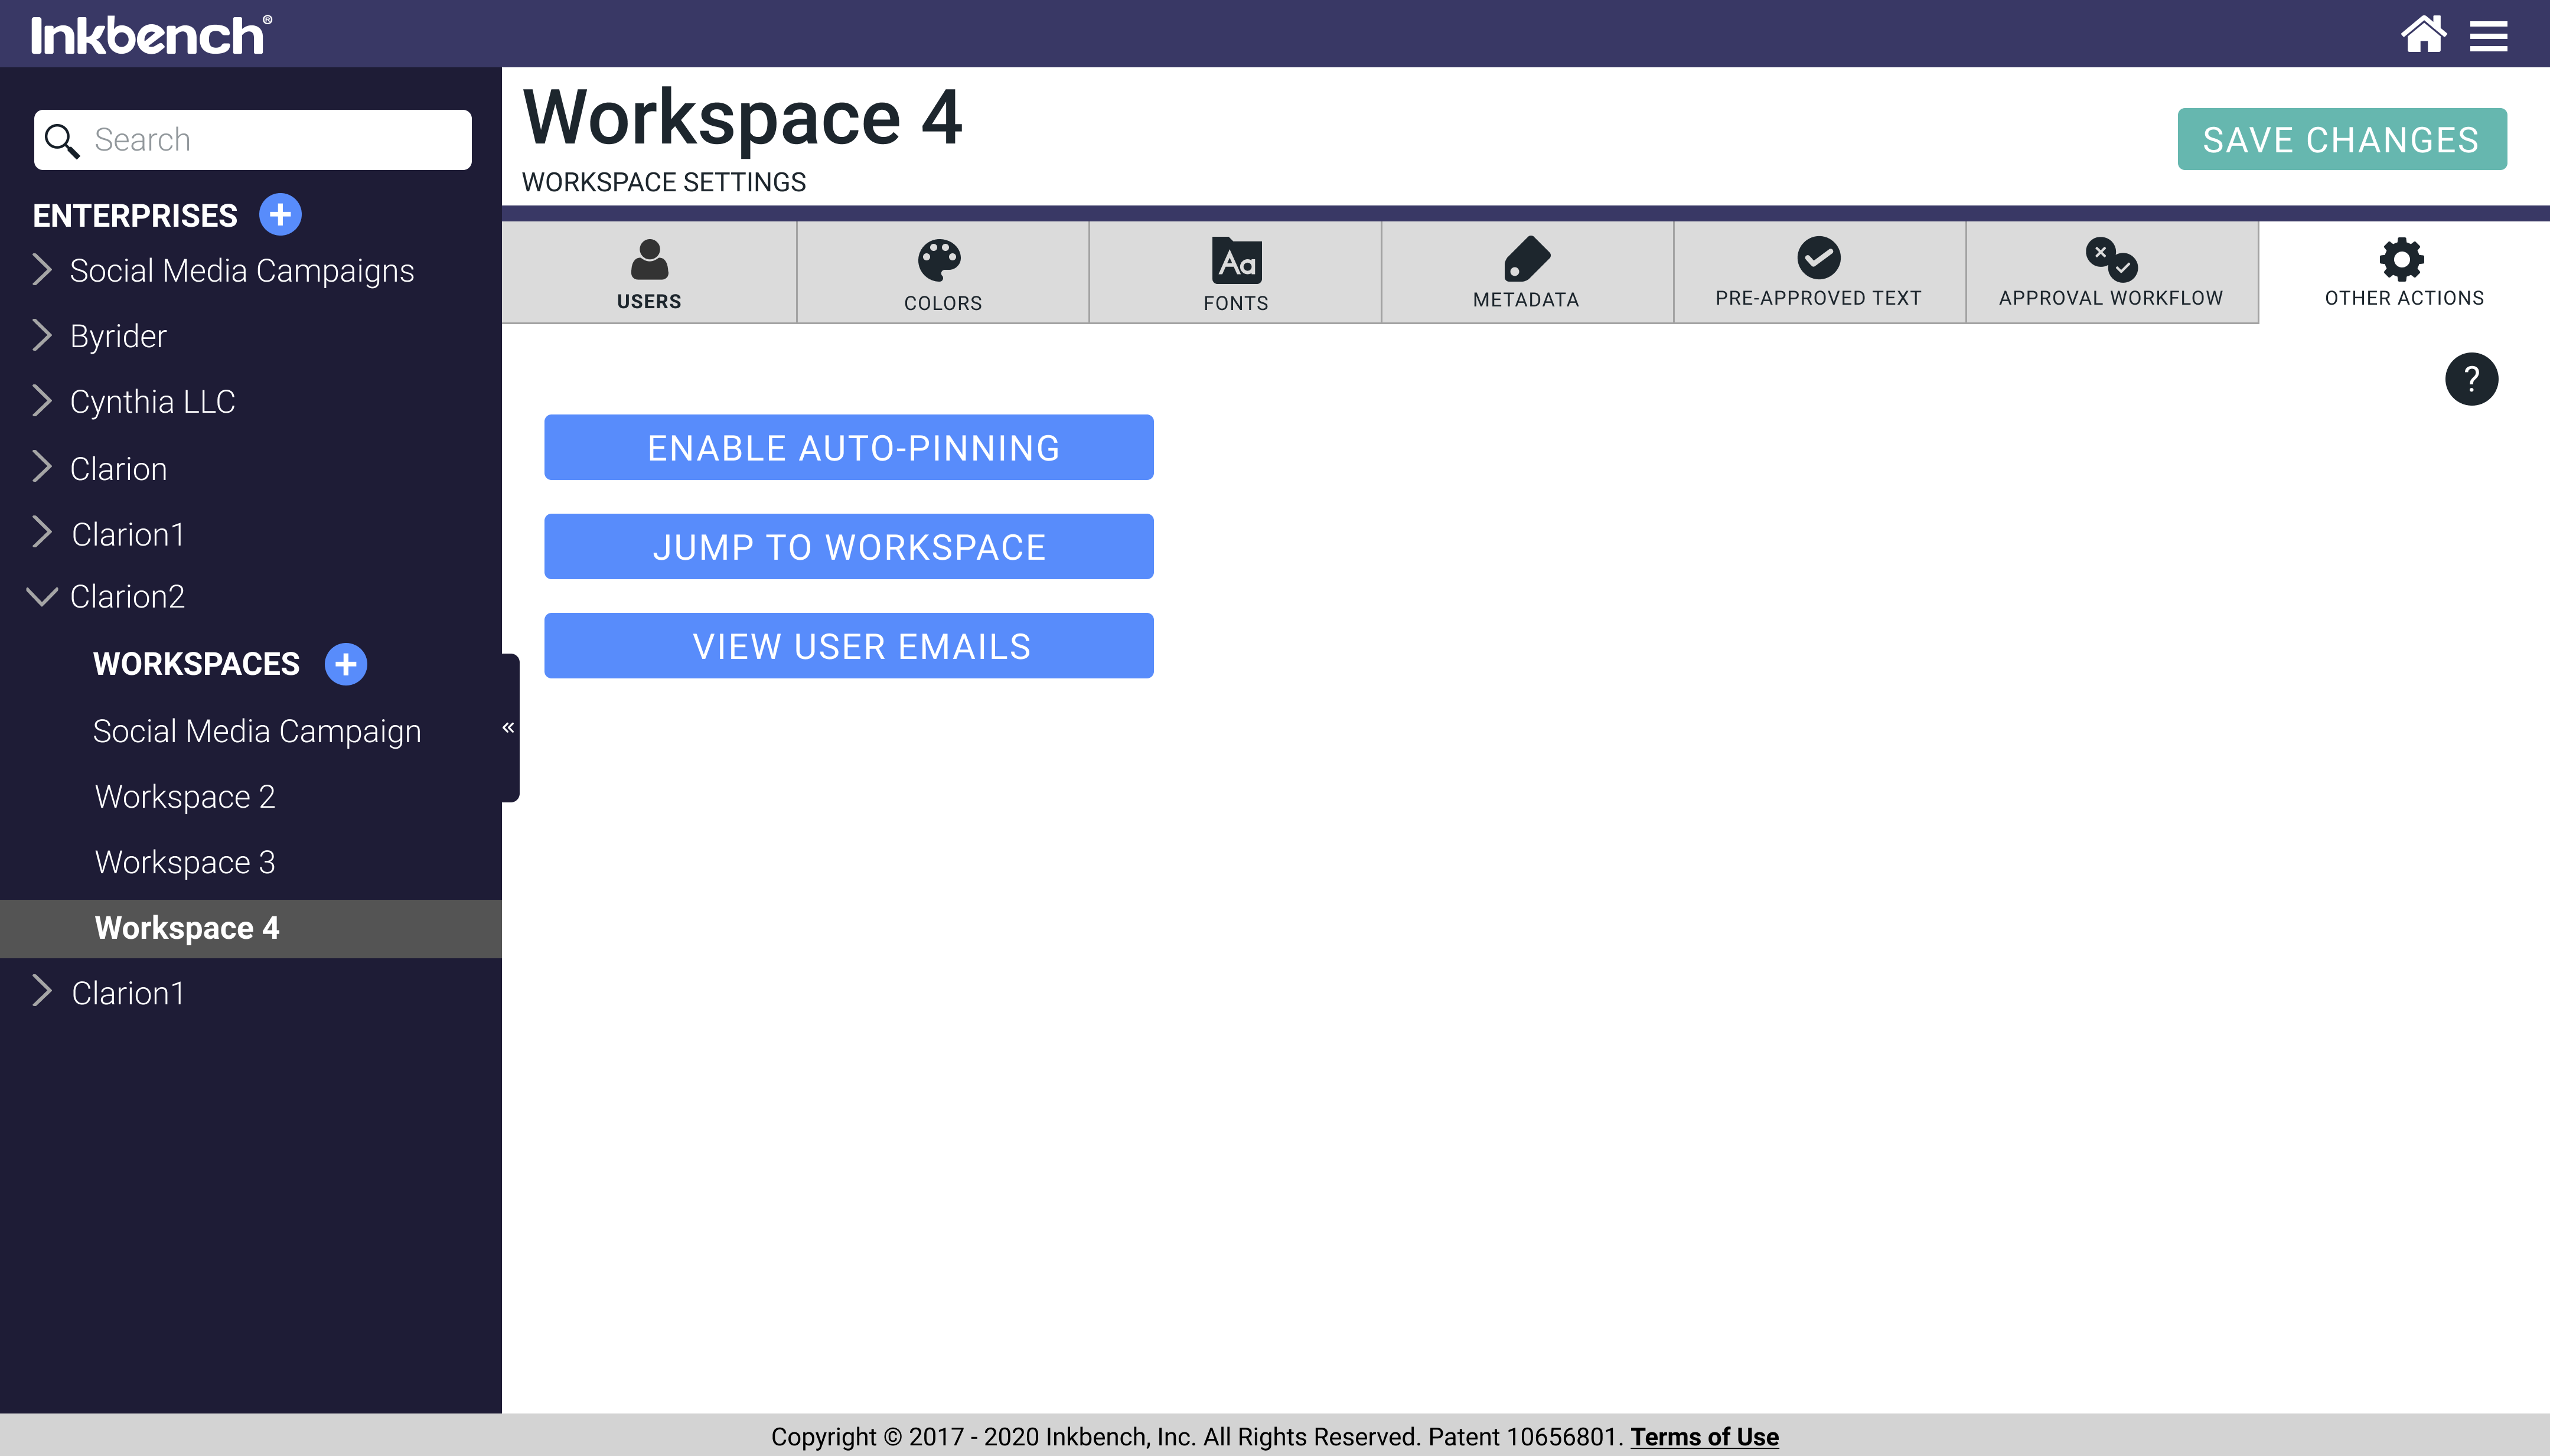 Inkbench®
Search
ENTERPRISES +
Social Media Campaigns
Byrider
Cynthia LLC
Clarion
Clarion1
Clarion2
WORKSPACES +
Social Media Campaign
Workspace 2
Workspace 3
Workspace 4
Clarion1
«
Workspace 4
WORKSPACE SETTINGS
SAVE CHANGES
USERS
COLORS
Aa
FONTS
METADATA
PRE-APPROVED TEXT
APPROVAL WORKFLOW
OTHER ACTIONS
?
ENABLE AUTO-PINNING
JUMP TO WORKSPACE
VIEW USER EMAILS
Copyright © 2017 - 2020 Inkbench, Inc. All Rights Reserved. Patent 10656801. Terms of Use